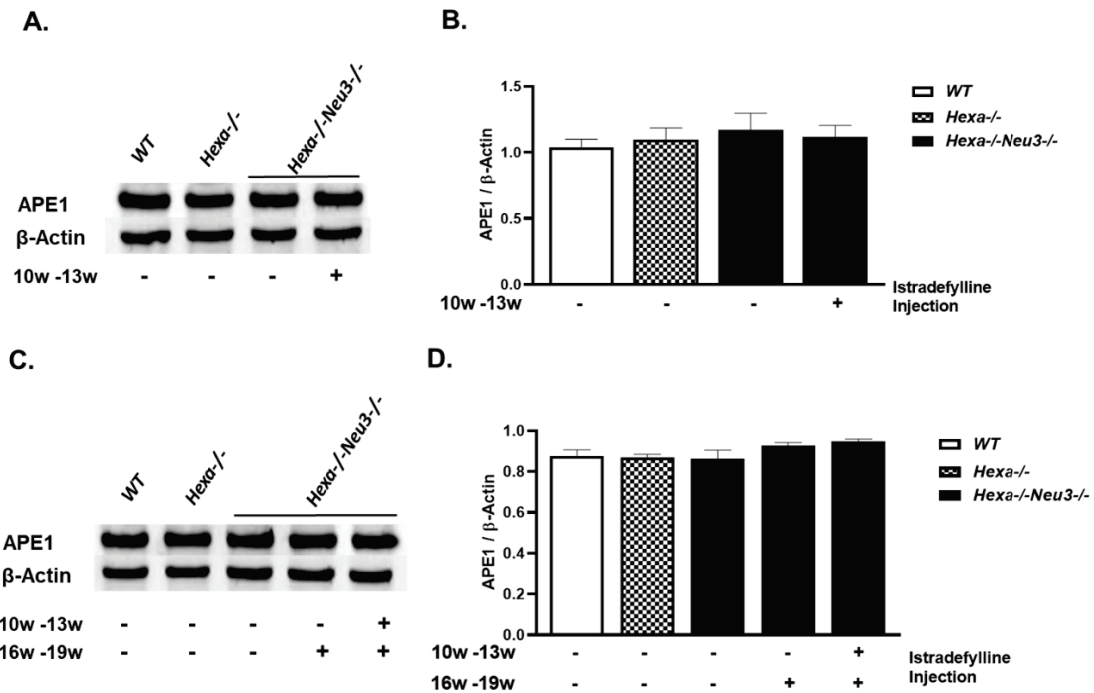 A.
WT
Hexa-/-
Hexa-/-Neu3-/-
APE1
β-Actin
10w -13w - - - +
B.
1.5
1.0
0.5
0.0
APE1 / β-Actin
WT
Hexa-/-
Hexa-/-Neu3-/-
10w -13w - - - +
Istradefylline
Injection
C.
WT
Hexa-/-
Hexa-/-Neu3-/-
APE1
β-Actin
10w -13w - - - - +
16w -19w - - - + +
D.
1.0
0.8
0.6
0.4
0.2
0.0
APE1 / β-Actin
WT
Hexa-/-
Hexa-/-Neu3-/-
10w -13w - - - - +
16w -19w - - - + +
Istradefylline
Injection